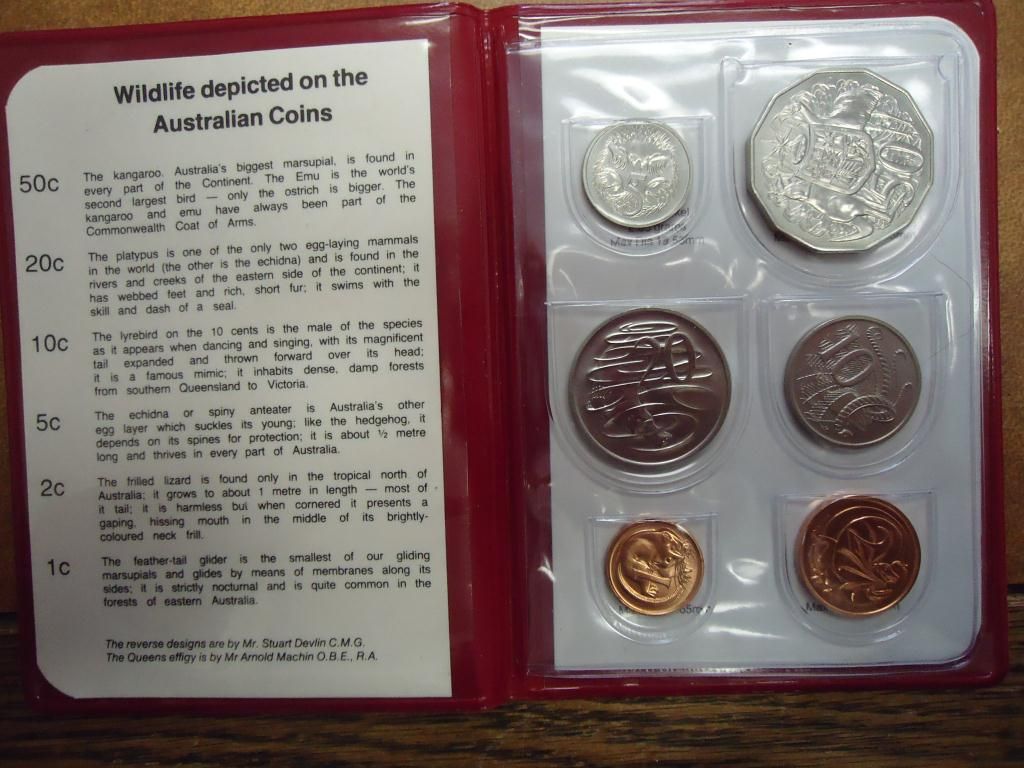 Wildlife depicted on the
Australian Coins
50c
The kangaroo. Australia's biggest marsupial, is found in
every part of the Continent. The Emu is the world's
second largest bird — only the ostrich is bigger. The
kangaroo and emu have always been part of the
Commonwealth Coat of Arms.
20c
The platypus is one of the only two egg-laying mammals
in the world (the other is the echidna) and is found in the
rivers and creeks of the eastern side of the continent; it
has webbed feet and rich, short fur; it swims with the
skill and dash of a seal.
10c
The lyrebird on the 10 cents is the male of the species
as it appears when dancing and singing, with its magnificent
tail expanded and thrown forward over its head;
it is a famous mimic; it inhabits dense, damp forests
from southern Queensland to Victoria.
5c
The echidna or spiny anteater is Australia's other
egg layer which suckles its young; like the hedgehog, it
depends on its spines for protection; it is about ½ metre
long and thrives in every part of Australia.
2c
The frilled lizard is found only in the tropical north of
Australia; it grows to about 1 metre in length — most of
it tail; it is harmless but when cornered it presents a
gaping, hissing mouth in the middle of its brightly-
coloured neck frill.
1c
The feather-tail glider is the smallest of our gliding
marsupials and glides by means of membranes along its
sides; it is strictly nocturnal and is quite common in the
forests of eastern Australia.
The reverse designs are by Mr. Stuart Devlin C.M.G.
The Queens effigy is by Mr Arnold Machin O.B.E., R.A.
5
50
20
10
1
2